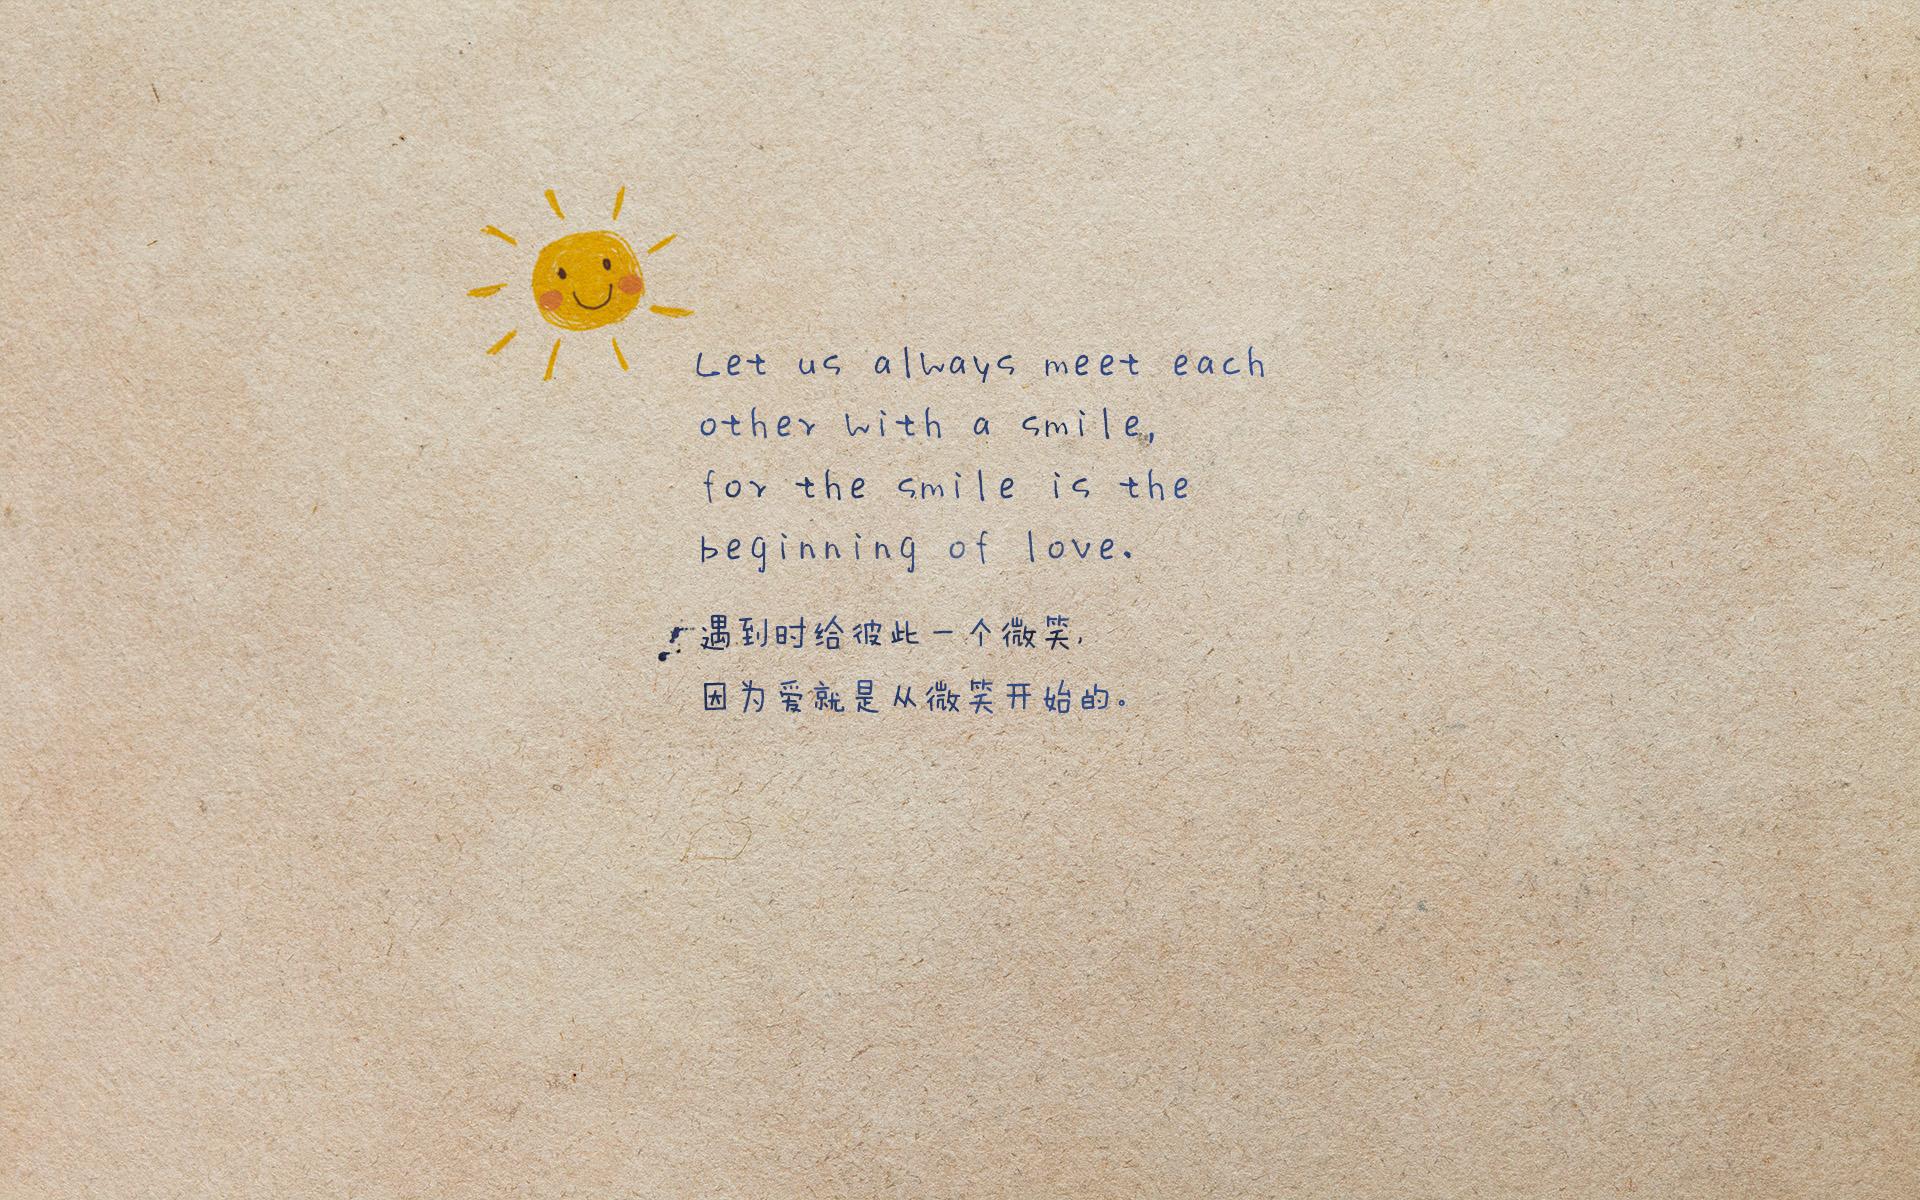 Let us always meet each
other with a smile,
for the smile is the
beginning of love.
遇到时给彼此一个微笑,
因为爱就是从微笑开始的。